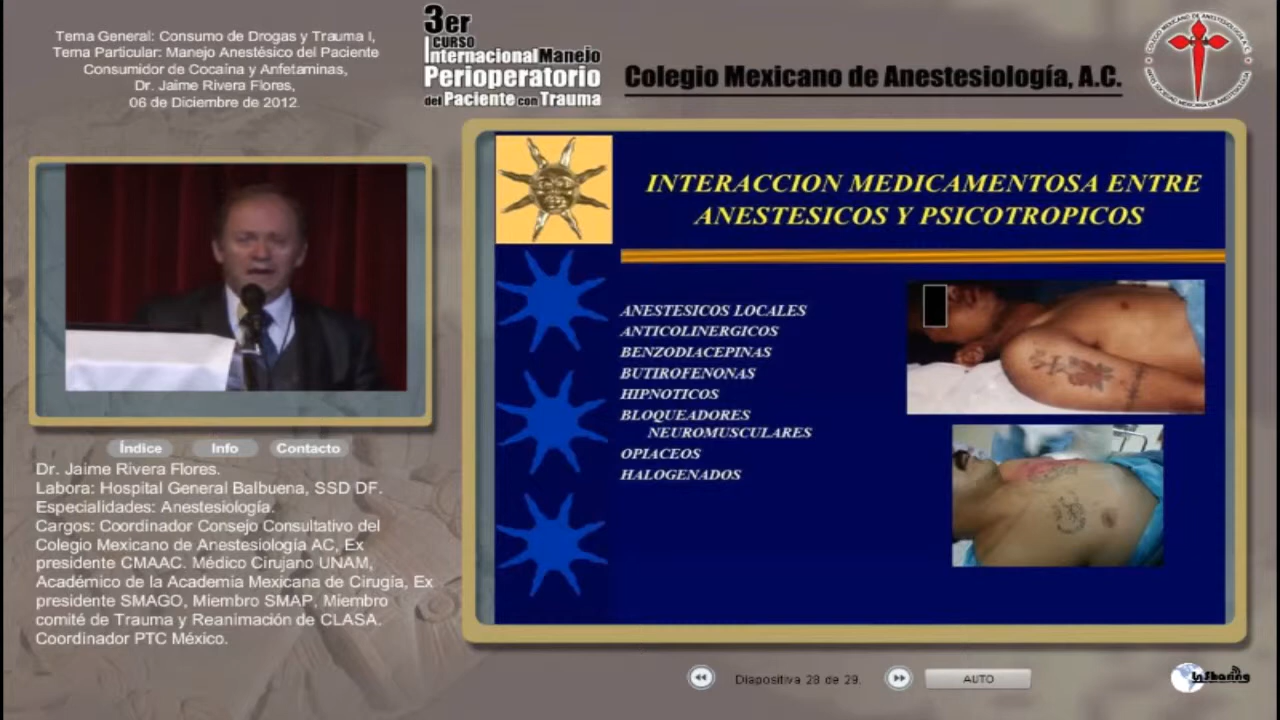 Tema General: Consumo de Drogas y Trauma I,
Tema Particular: Manejo Anestésico del Paciente
Consumidor de Cocaína y Anfetaminas,
Dr. Jaime Rivera Flores,
06 de Diciembre de 2012.
3er
CURSO
Internacional Manejo
Perioperatorio
del Paciente con Trauma
Colegio Mexicano de Anestesiología, A.C.
INTERACCION MEDICAMENTOSA ENTRE
ANESTESICOS Y PSICOTROPICOS
ANESTESICOS LOCALES
ANTICOLINERGICOS
BENZODIACEPINAS
BUTIROFENONAS
HIPNOTICOS
BLOQUEADORES
NEUROMUSCULARES
OPIACEOS
HALOGENADOS
Índice Info Contacto
Dr. Jaime Rivera Flores.
Labora: Hospital General Balbuena, SSD DF.
Especialidades: Anestesiología.
Cargos: Coordinador Consejo Consultativo del
Colegio Mexicano de Anestesiología AC, Ex
presidente CMAAC. Médico Cirujano UNAM,
Académico de la Academia Mexicana de Cirugía, Ex
presidente SMAGO, Miembro SMAP, Miembro
comité de Trauma y Reanimación de CLASA.
Coordinador PTC México.
Diapositiva 28 de 29.
AUTO
InSharing